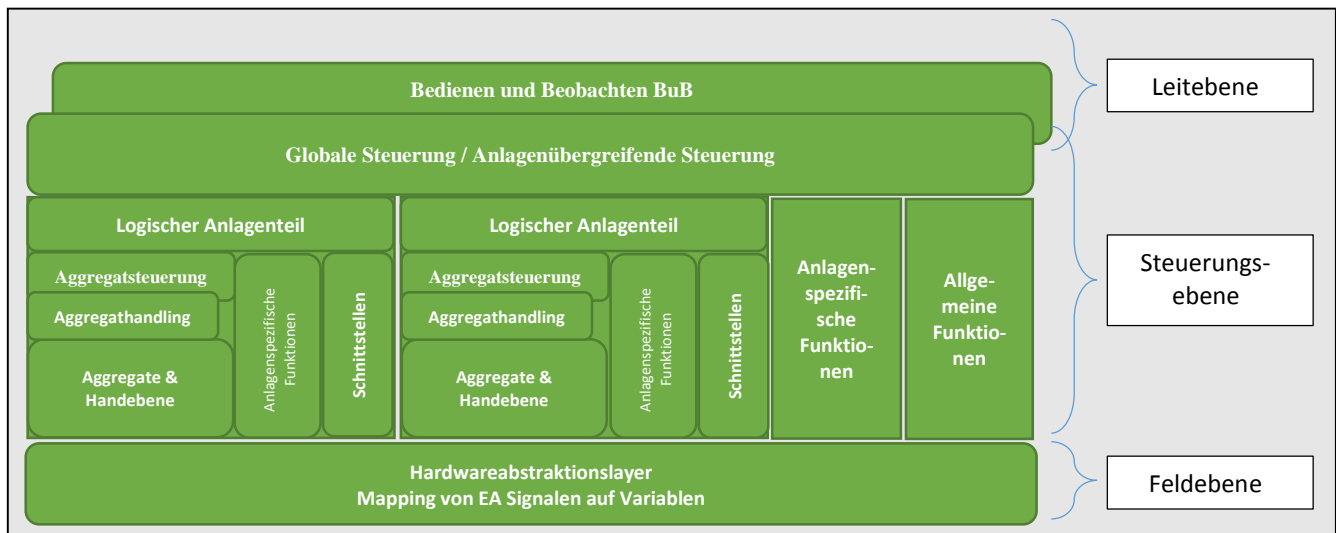 Bedienen und Beobachten BuB
Leitebene
Globale Steuerung / Anlagenübergreifende Steuerung
Logischer Anlagenteil
Aggregatsteuerung
Aggregathandling
Aggregate &
Handebene
Anlagenspezifische
Funktionen
Schnittstellen
Logischer Anlagenteil
Aggregatsteuerung
Aggregathandling
Aggregate &
Handebene
Anlagenspezifische
Funktionen
Schnittstellen
Anlagen-
spezifi-
sche
Funktio-
nen
Allge-
meine
Funktio-
nen
Steuerungs-
ebene
Hardwareabstraktionslayer
Mapping von EA Signalen auf Variablen
Feldebene